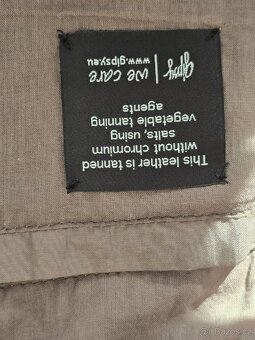 This leather is tanned
without chromium
salts, using
vegetable tanning
agents
gipsy | we care
www.gipsy.eu